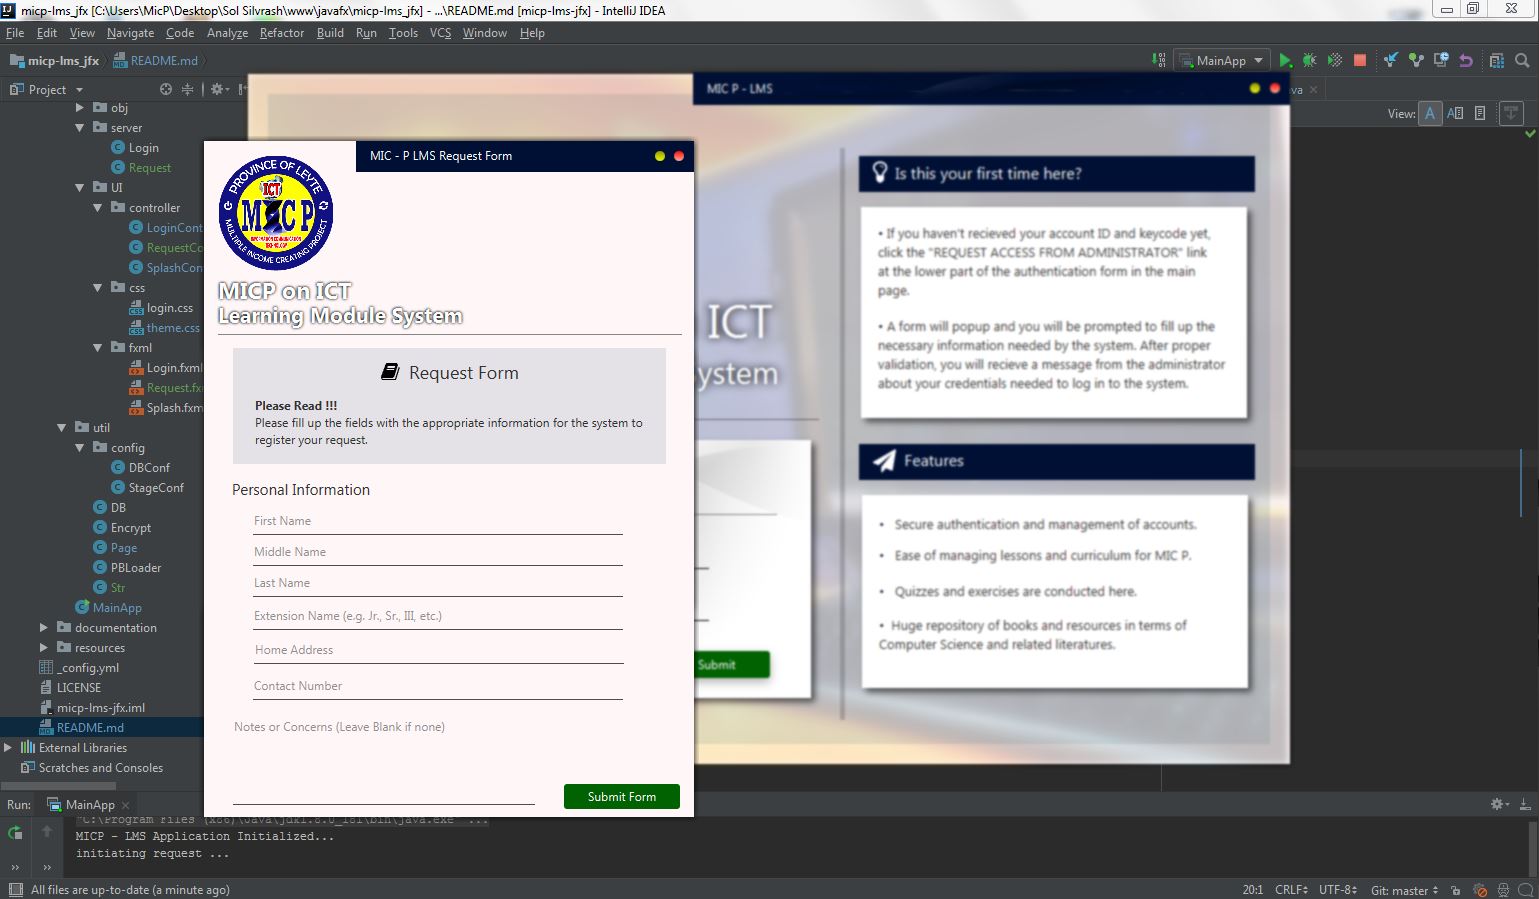 micp-lms_jfx [C:\Users\MicP\Desktop\Sol Silvrash\www\javafx\micp-lms_jfx] - ...\README.md [micp-lms-jfx] - IntelliJ IDEA
File Edit View Navigate Code Analyze Refactor Build Run Tools VCS Window Help
micp-lms_jfx README.md
MainApp
Project
View:
obj
server
Login
Request
UI
controller
LoginCont
RequestCo
SplashCon
css
login.css
theme.css
fxml
Login.fxml
Request.fx
Splash.fxm
util
config
DBConf
StageConf
DB
Encrypt
Page
PBLoader
Str
MainApp
documentation
resources
_config.yml
LICENSE
micp-lms-jfx.iml
README.md
External Libraries
Scratches and Consoles
MIC - P LMS Request Form
PROVINCE OF LEYTE
ICT
MICP
MULTIPLE INCOME CREATING PROJECT
MICP on ICT
Learning Module System
Request Form
Please Read !!!
Please fill up the fields with the appropriate information for the system to
register your request.
Personal Information
First Name
Middle Name
Last Name
Extension Name (e.g. Jr., Sr., III, etc.)
Home Address
Contact Number
Notes or Concerns (Leave Blank if none)
Submit Form
MIC P - LMS
ICT
ystem
Submit
Is this your first time here?
• If you haven't recieved your account ID and keycode yet,
click the "REQUEST ACCESS FROM ADMINISTRATOR" link
at the lower part of the authentication form in the main
page.
• A form will popup and you will be prompted to fill up the
necessary information needed by the system. After proper
validation, you will recieve a message from the administrator
about your credentials needed to log in to the system.
Features
• Secure authentication and management of accounts.
• Ease of managing lessons and curriculum for MIC P.
• Quizzes and exercises are conducted here.
• Huge repository of books and resources in terms of
Computer Science and related literatures.
Run: MainApp
"C:\Program Files (x86)\Java\jdk1.8.0_181\bin\java.exe" ...
MICP - LMS Application Initialized...
initiating request ...
All files are up-to-date (a minute ago)
20:1 CRLF UTF-8 Git: master